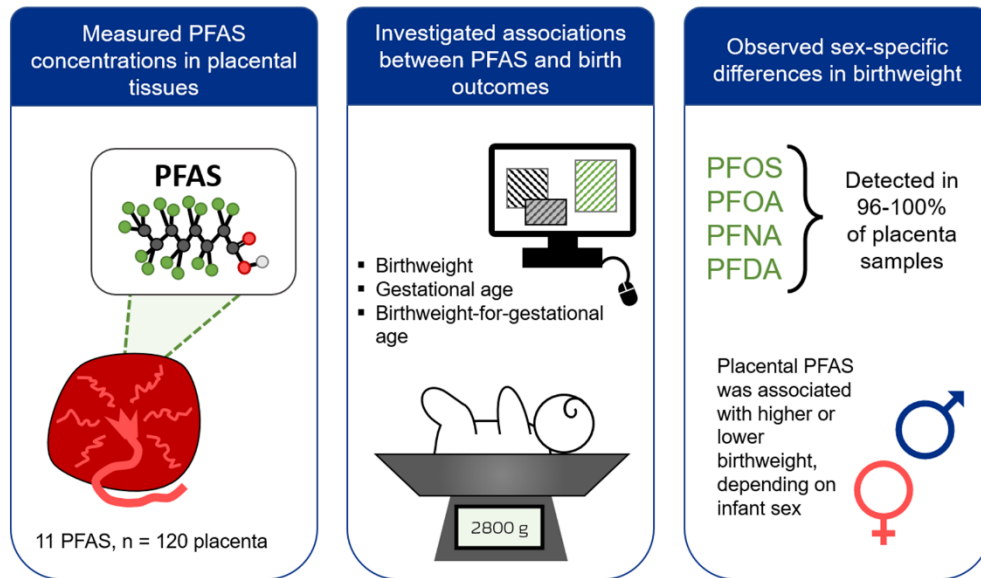 Measured PFAS
concentrations in placental
tissues
PFAS
11 PFAS, n = 120 placenta
Investigated associations
between PFAS and birth
outcomes
▪ Birthweight
▪ Gestational age
▪ Birthweight-for-gestational
age
2800 g
Observed sex-specific
differences in birthweight
PFOS
PFOA
PFNA
PFDA
Detected in
96-100%
of placenta
samples
Placental PFAS
was associated
with higher or
lower
birthweight,
depending on
infant sex